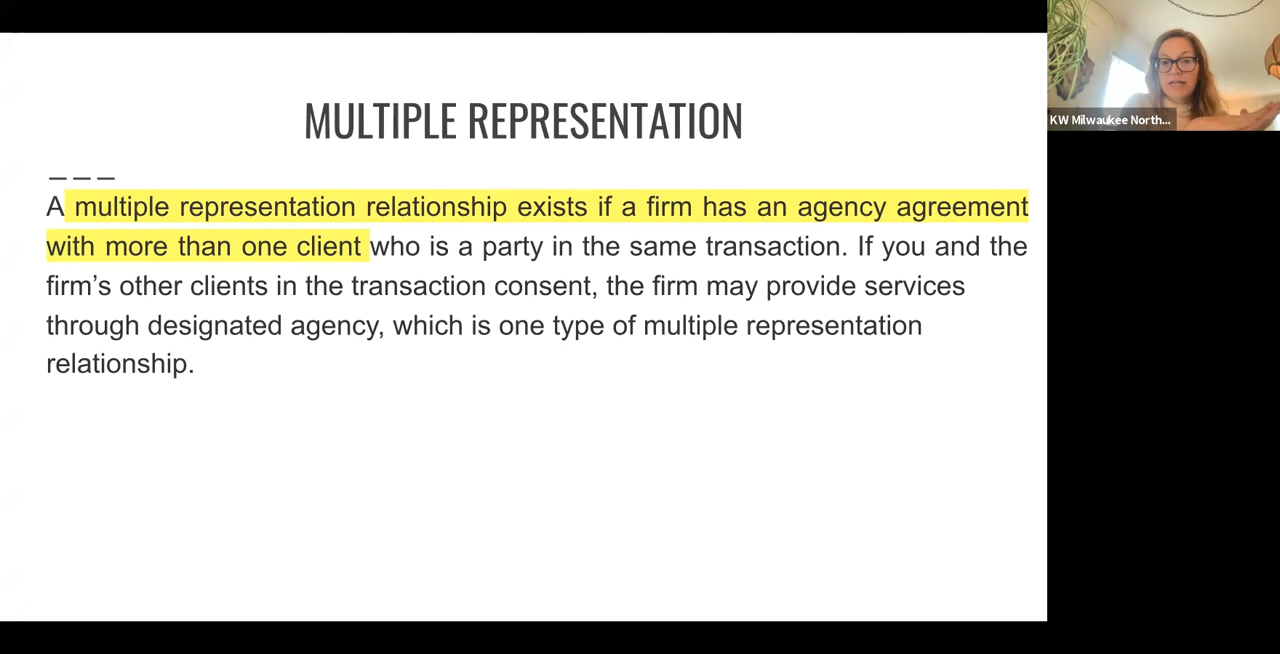 MULTIPLE REPRESENTATION
A multiple representation relationship exists if a firm has an agency agreement
with more than one client who is a party in the same transaction. If you and the
firm’s other clients in the transaction consent, the firm may provide services
through designated agency, which is one type of multiple representation
relationship.
KW Milwaukee North...